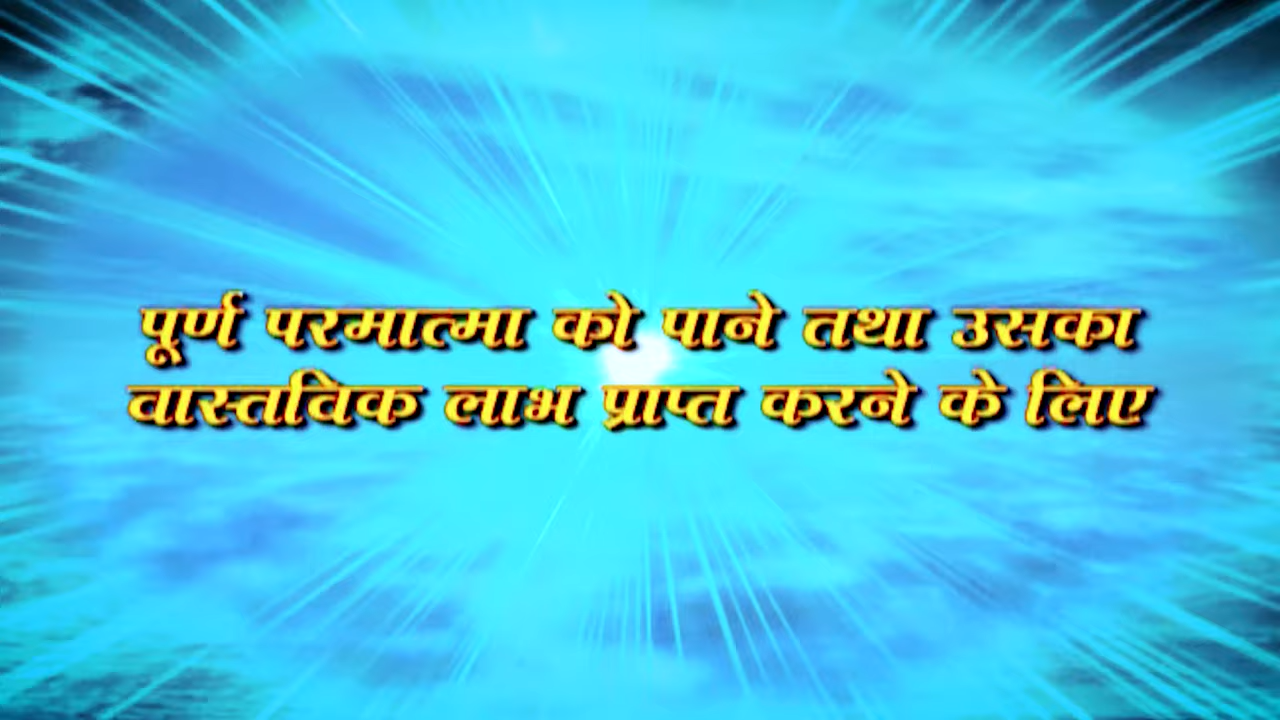 पूर्ण परमात्मा को पाने तथा उसका
वास्तविक लाभ प्राप्त करने के लिए